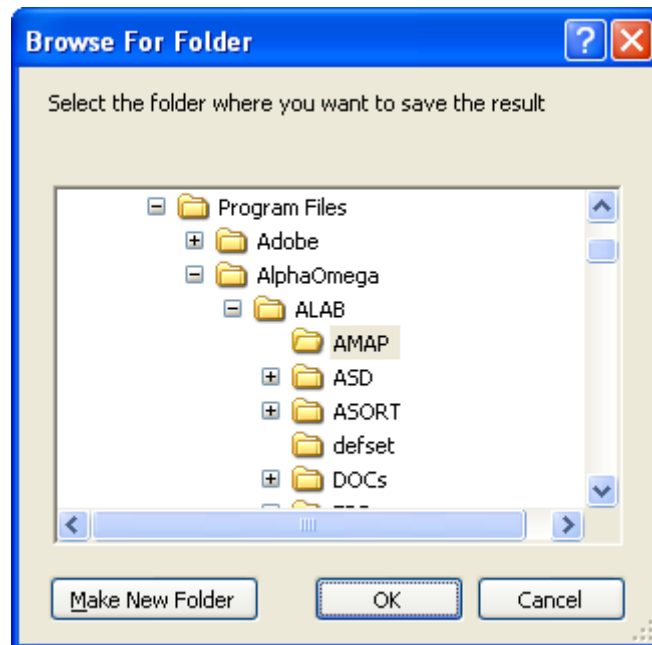 Browse For Folder
Select the folder where you want to save the result
Program Files
Adobe
AlphaOmega
ALAB
AMAP
ASD
ASORT
defset
DOCs
Make New Folder
OK
Cancel